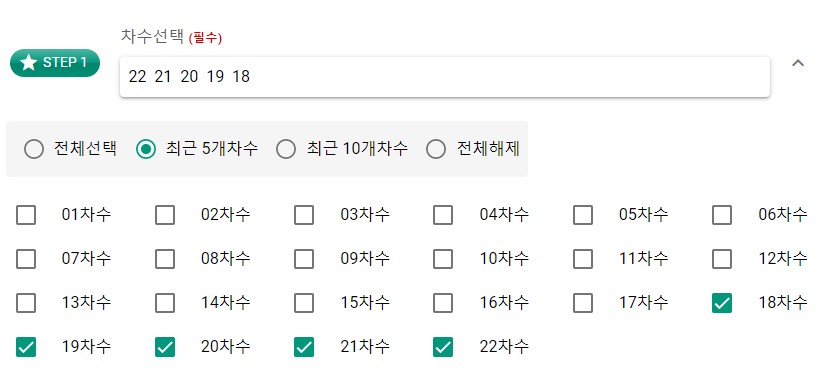 차수선택 (필수)
STEP 1
22 21 20 19 18
전체선택 최근 5개차수 최근 10개차수 전체해제
01차수 02차수 03차수 04차수 05차수 06차수
07차수 08차수 09차수 10차수 11차수 12차수
13차수 14차수 15차수 16차수 17차수 18차수
19차수 20차수 21차수 22차수